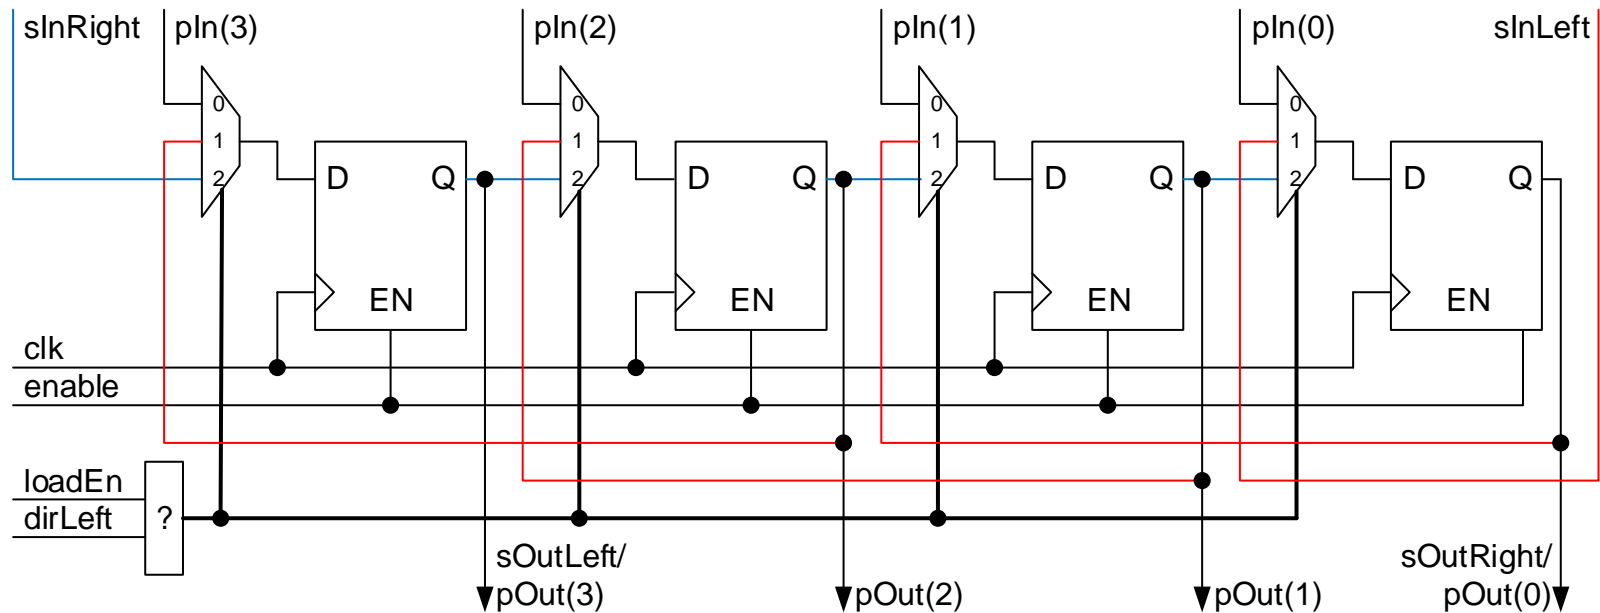 sInRight pIn(3) pIn(2) pIn(1) pIn(0) sInLeft
0 0 0 0
1 1 1 1
2 D Q 2 D Q 2 D Q 2 D Q
EN EN EN EN
clk
enable
loadEn
dirLeft ?
sOutLeft/ sOutRight/
pOut(3) pOut(2) pOut(1) pOut(0)